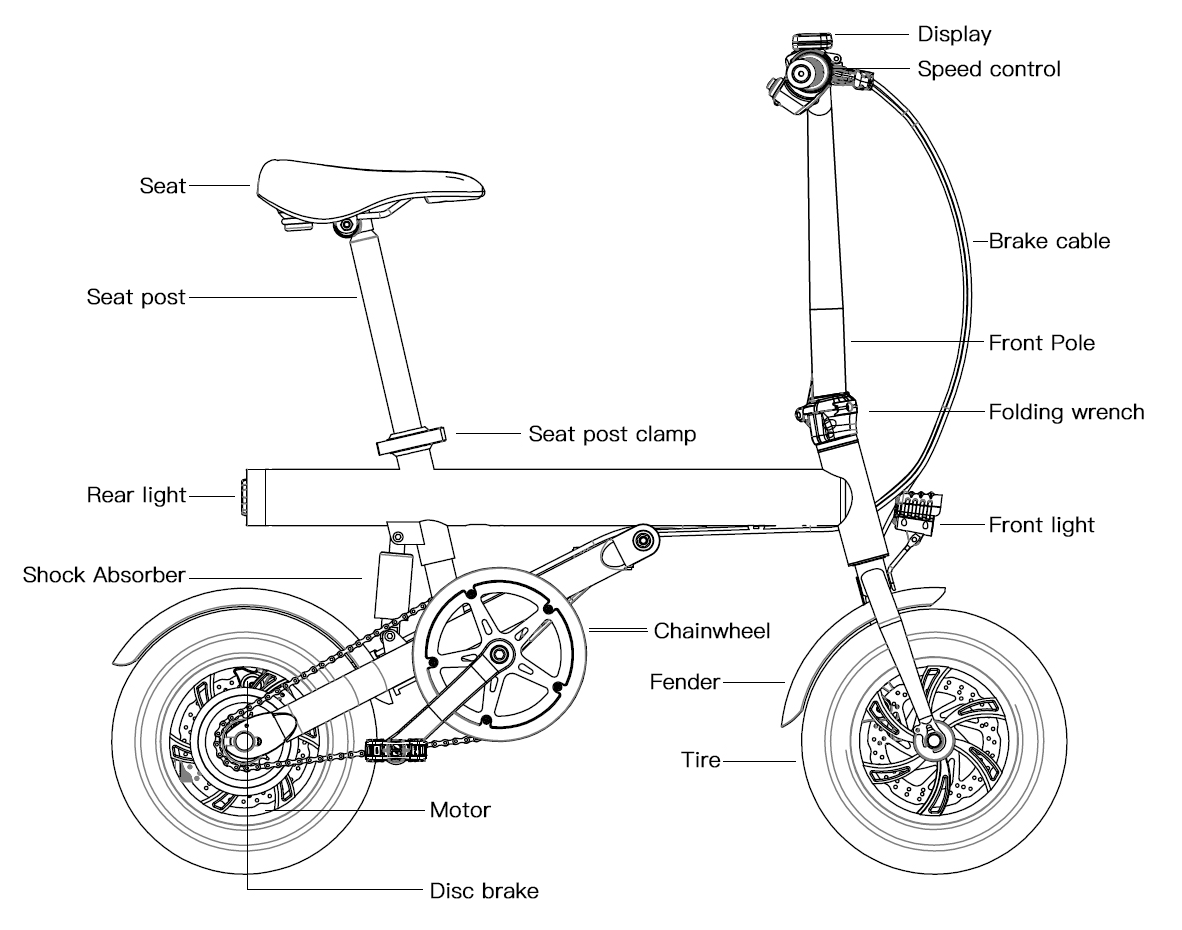 Display
Speed control
Seat
Brake cable
Seat post
Front Pole
Folding wrench
Seat post clamp
Rear light
Front light
Shock Absorber
Chainwheel
Fender
Tire
Motor
Disc brake